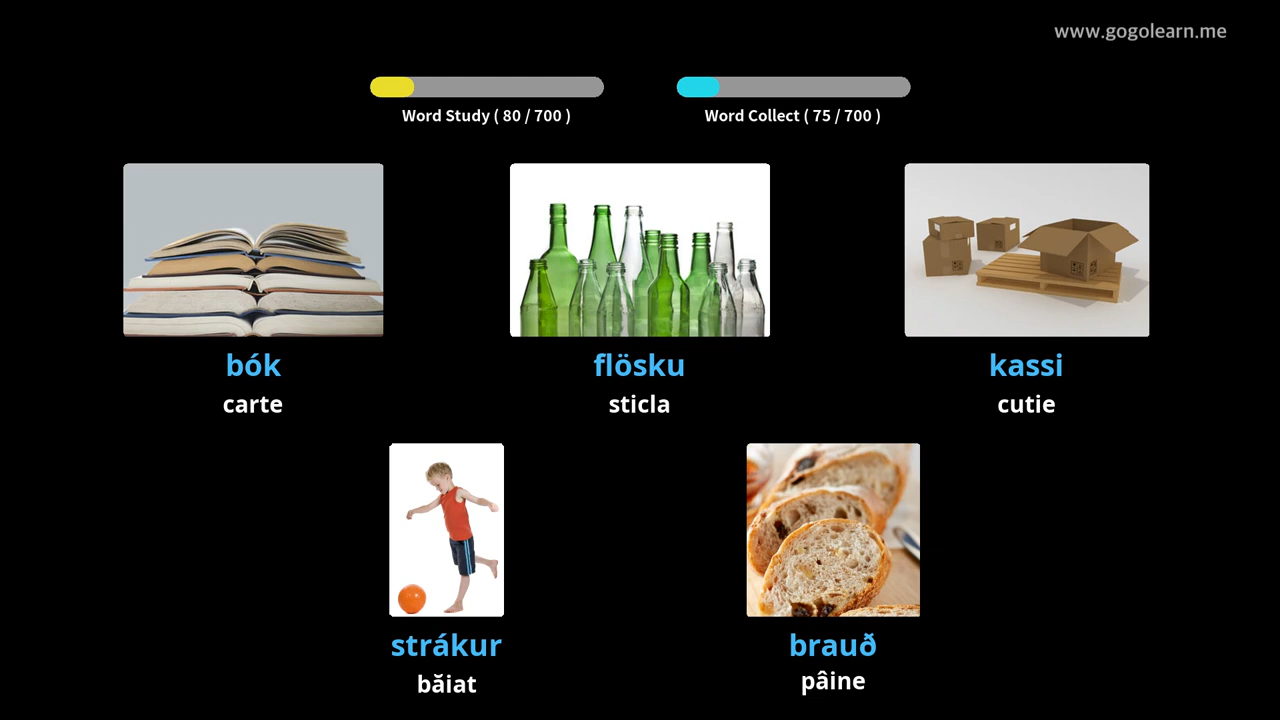 www.gogolearn.me
Word Study ( 80 / 700 )
Word Collect ( 75 / 700 )
bók
flösku
kassi
carte
sticla
cutie
strákur
brauð
băiat
pâine